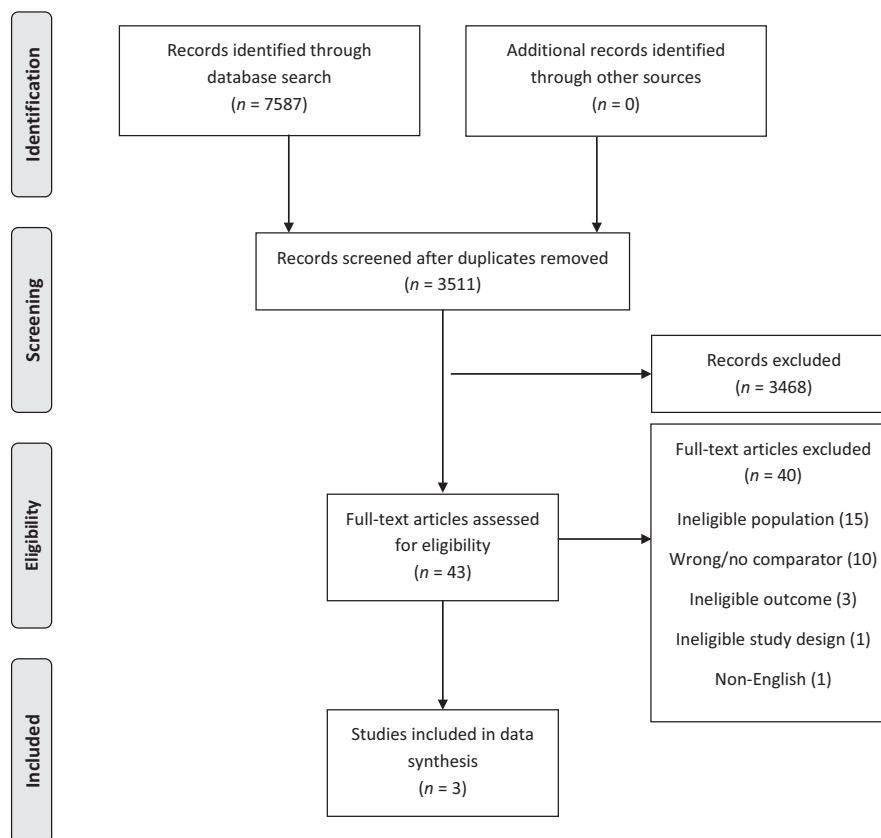 Identification
Records identified through
database search
(n = 7587)
Additional records identified
through other sources
(n = 0)
Screening
Records screened after duplicates removed
(n = 3511)
Records excluded
(n = 3468)
Eligibility
Full-text articles assessed
for eligibility
(n = 43)
Full-text articles excluded
(n = 40)
Ineligible population (15)
Wrong/no comparator (10)
Ineligible outcome (3)
Ineligible study design (1)
Non-English (1)
Included
Studies included in data
synthesis
(n = 3)